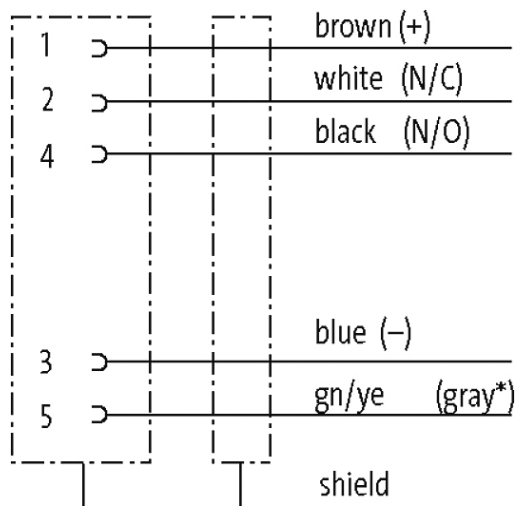 1 brown (+)
2 white (N/C)
4 black (N/O)
3 blue (–)
5 gn/ye (gray*)
shield